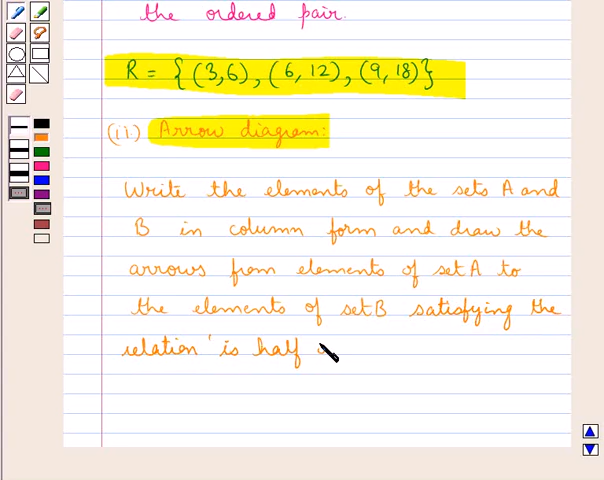 the ordered pair.
R = { (3,6), (6, 12), (9, 18)}
(ii) Arrow diagram:
Write the elements of the sets A and
B in column form and draw the
arrows from elements of set A to
the elements of set B satisfying the
relation ' is half